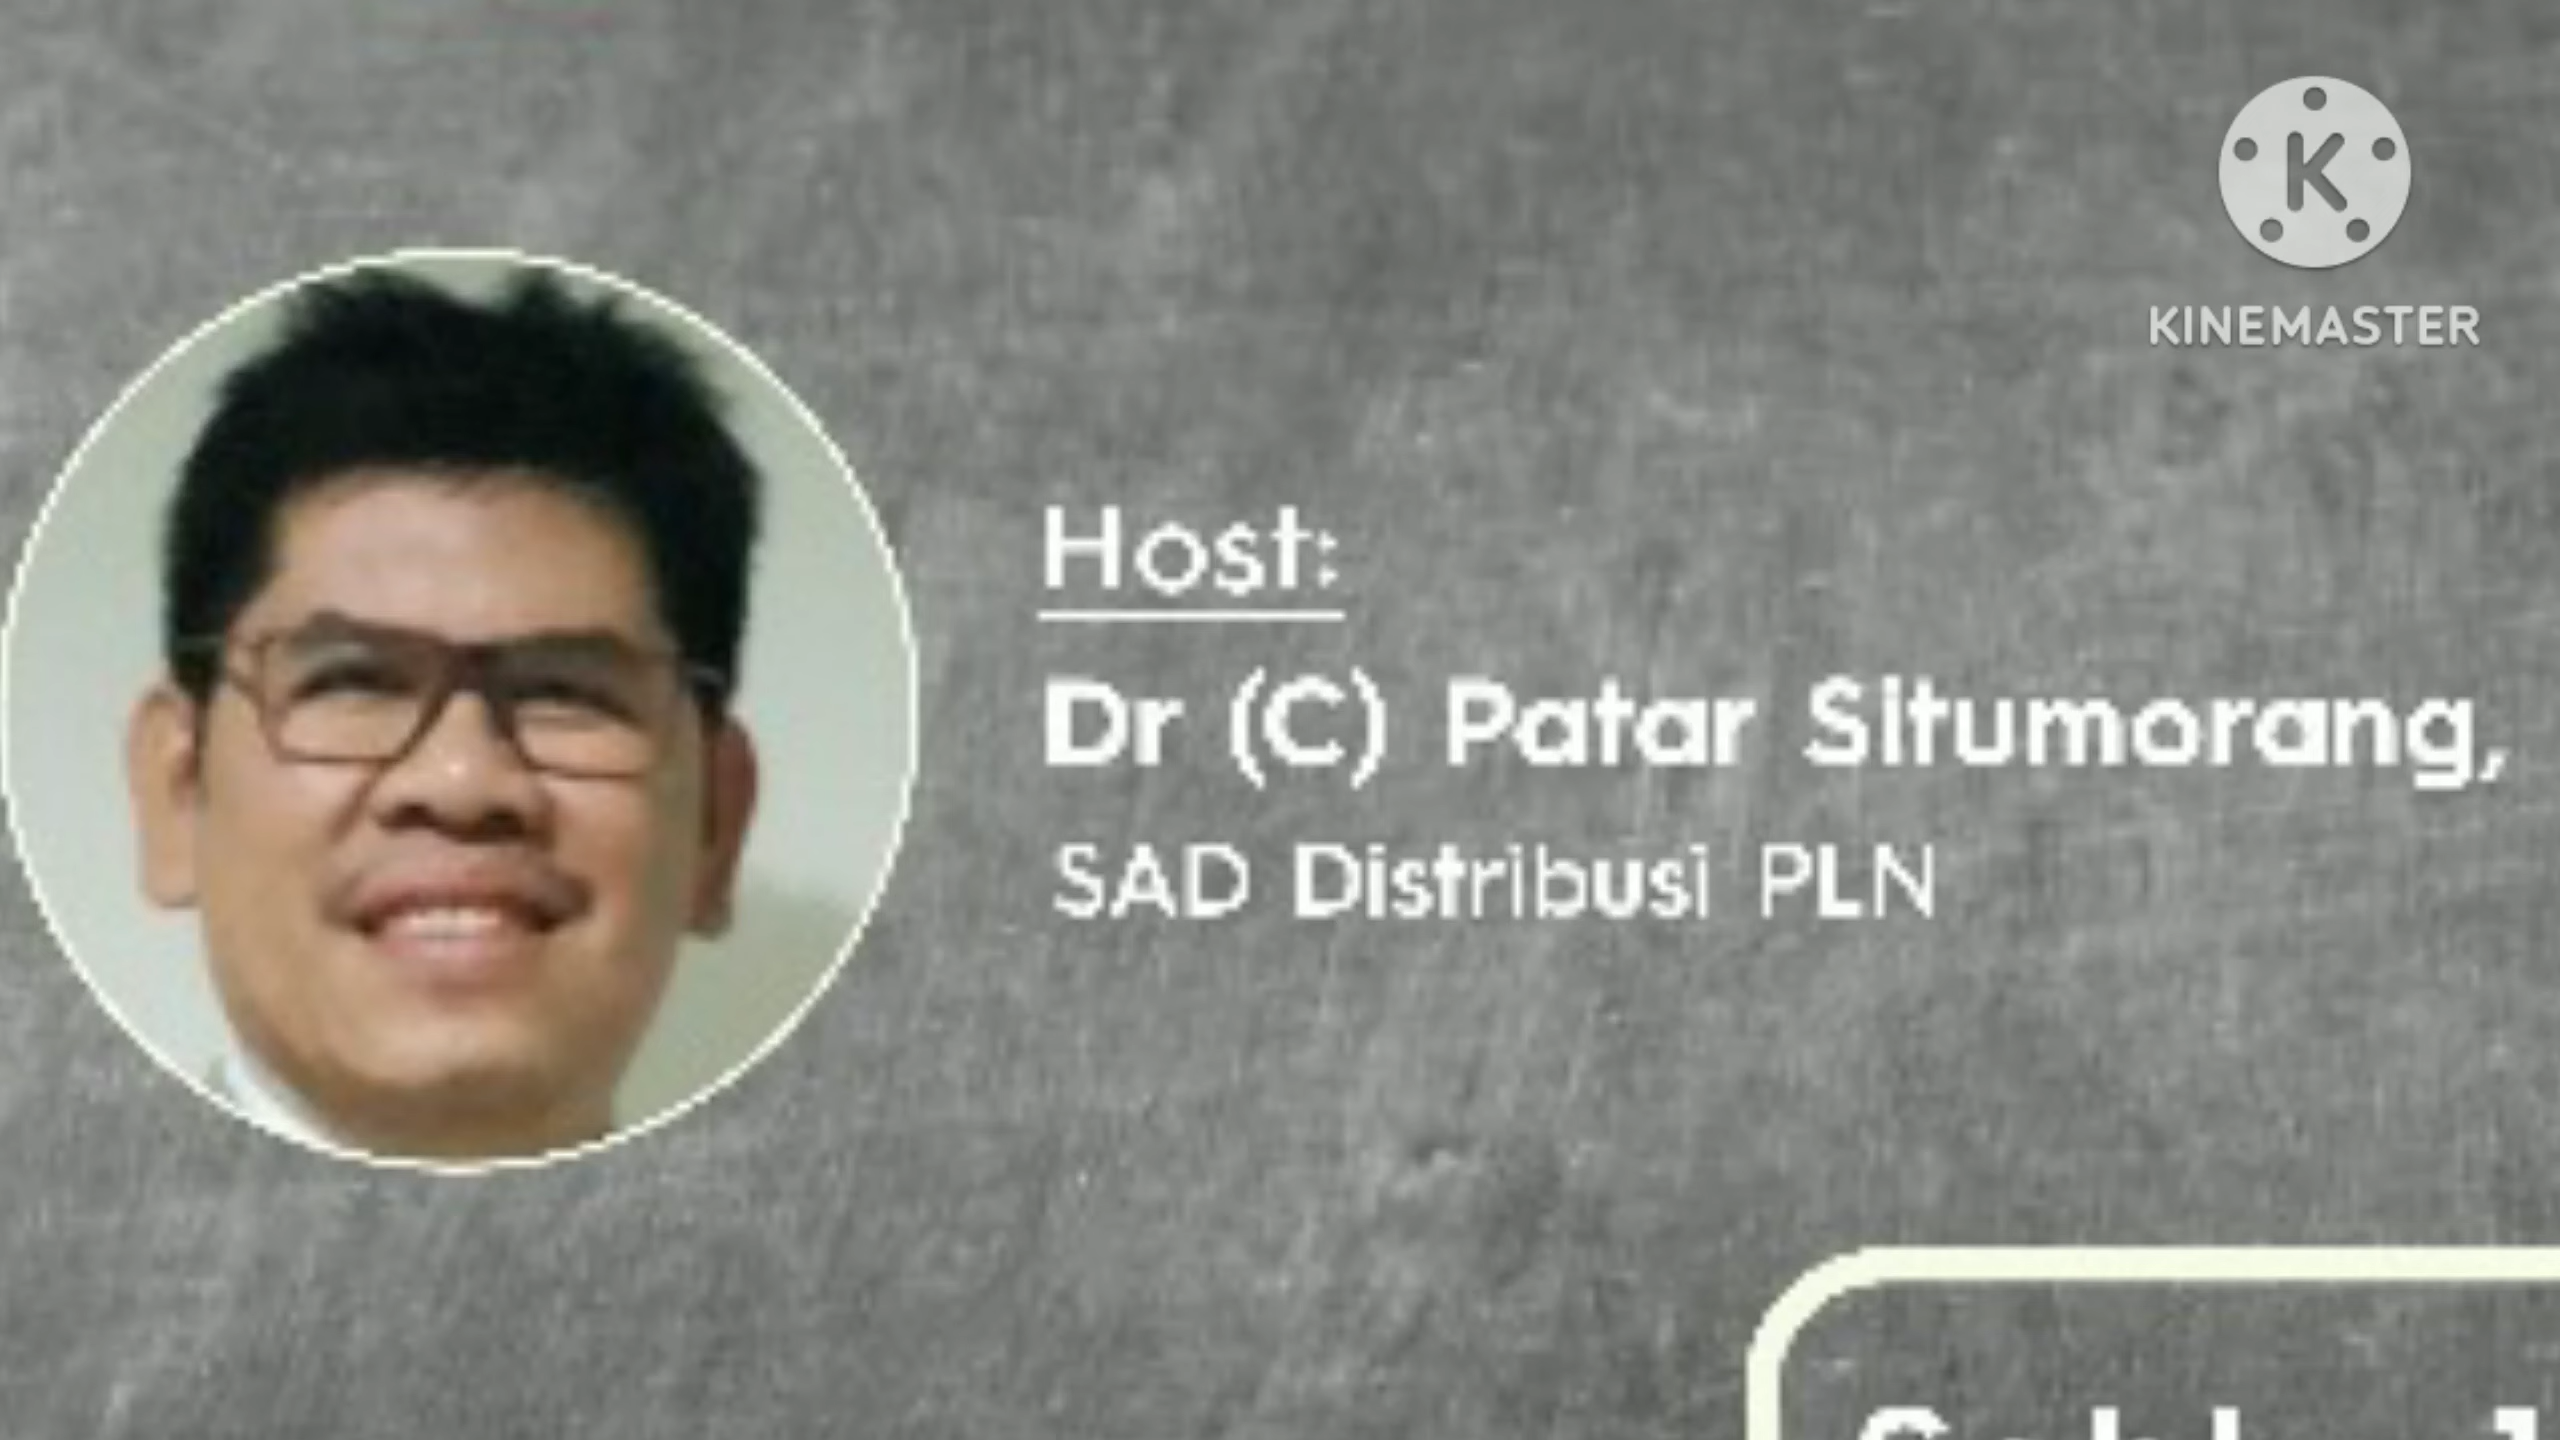 K
KINEMASTER
Host:
Dr (C) Patar Situmorang,
SAD Distribusi PLN